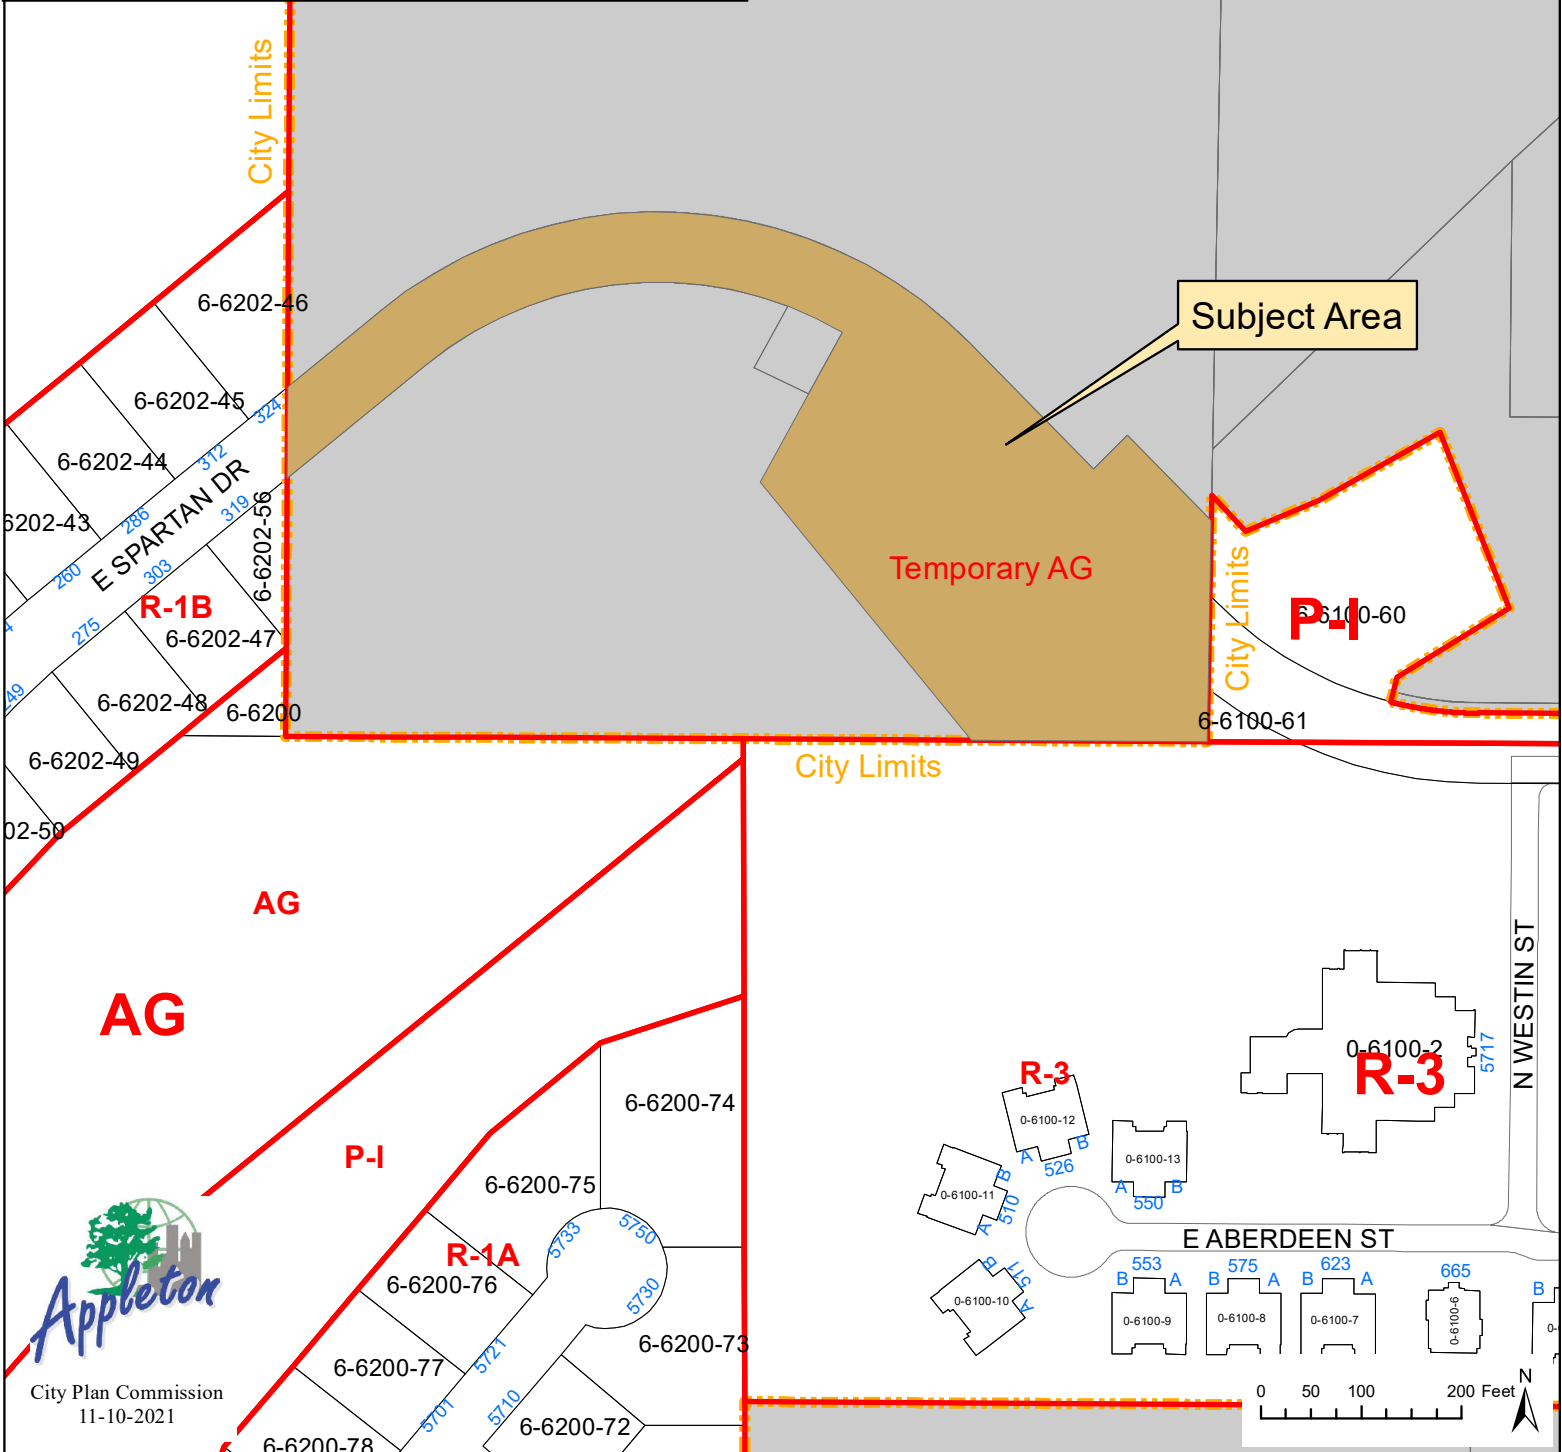 City Limits
6-6202-46
Subject Area
6-6202-45
324
6-6202-44
312
E SPARTAN DR
319
6-6202-56
6202-43
286
260
303
R-1B
275
6-6202-47
Temporary AG
City Limits
P-I
6-6100-60
249
6-6202-48
6-6200
6-6100-61
6-6202-49
City Limits
02-50
AG
AG
N WESTIN ST
0-6100-2
R-3
5717
R-3
0-6100-12
A
B
526
0-6100-13
A
B
550
6-6200-74
P-I
6-6200-75
0-6100-11
B
A
510
5733
5750
R-1A
6-6200-76
5730
E ABERDEEN ST
B
511
A
0-6100-10
553
B
A
0-6100-9
575
B
A
0-6100-8
623
B
A
0-6100-7
665
0-6100-6
B
0-
Appleton
6-6200-73
5721
6-6200-77
City Plan Commission
11-10-2021
5701
5710
6-6200-72
6-6200-78
0 50 100 200 Feet
N